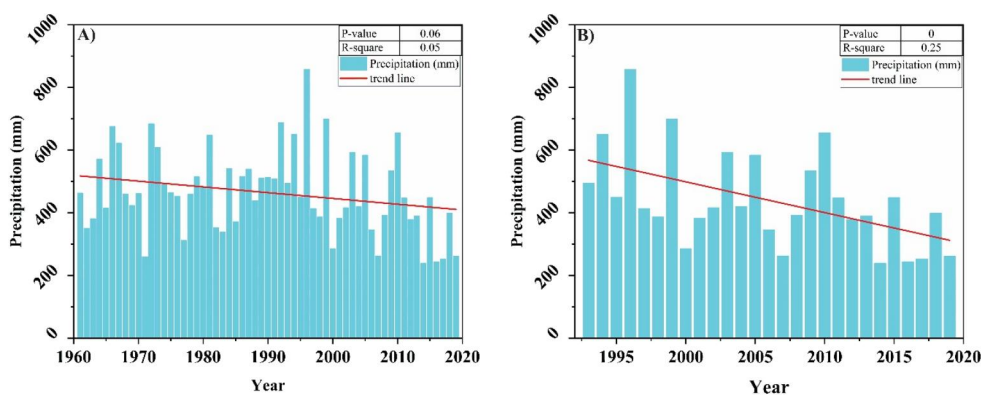 A)
P-value 0.06
R-square 0.05
Precipitation (mm)
trend line
1000
800
600
400
200
0
Precipitation (mm)
1960 1970 1980 1990 2000 2010 2020
Year
B)
P-value 0
R-square 0.25
Precipitation (mm)
trend line
1000
800
600
400
200
0
Precipitation (mm)
1995 2000 2005 2010 2015 2020
Year